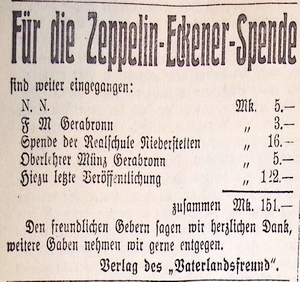 Für die Zeppelin-Eckener-Spende
sind weiter eingegangen:
N. N. Mk. 5.—
F M Gerabronn „ 3.—
Spende der Realschule Niederstetten „ 16.—
Oberlehrer Münz Gerabronn „ 5.—
Hiezu letzte Veröffentlichung „ 122.—
zusammen Mk. 151.—
Den freundlichen Gebern sagen wir herzlichen Dank,
weitere Gaben nehmen wir gerne entgegen.
Verlag des „Vaterlandsfreund“.